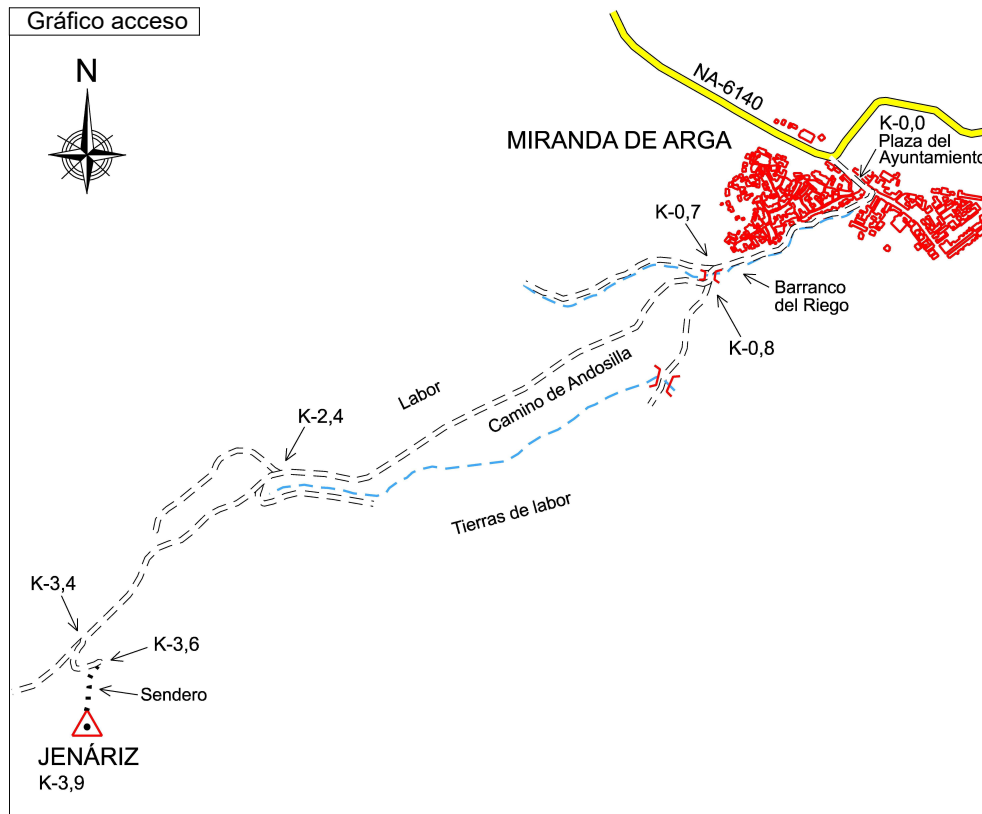 Gráfico acceso
N
NA-6140
K-0,0
Plaza del
Ayuntamiento
MIRANDA DE ARGA
K-0,7
Barranco
del Riego
K-0,8
Camino de Andosilla
Labor
K-2,4
Tierras de labor
K-3,4
K-3,6
Sendero
JENÁRIZ
K-3,9